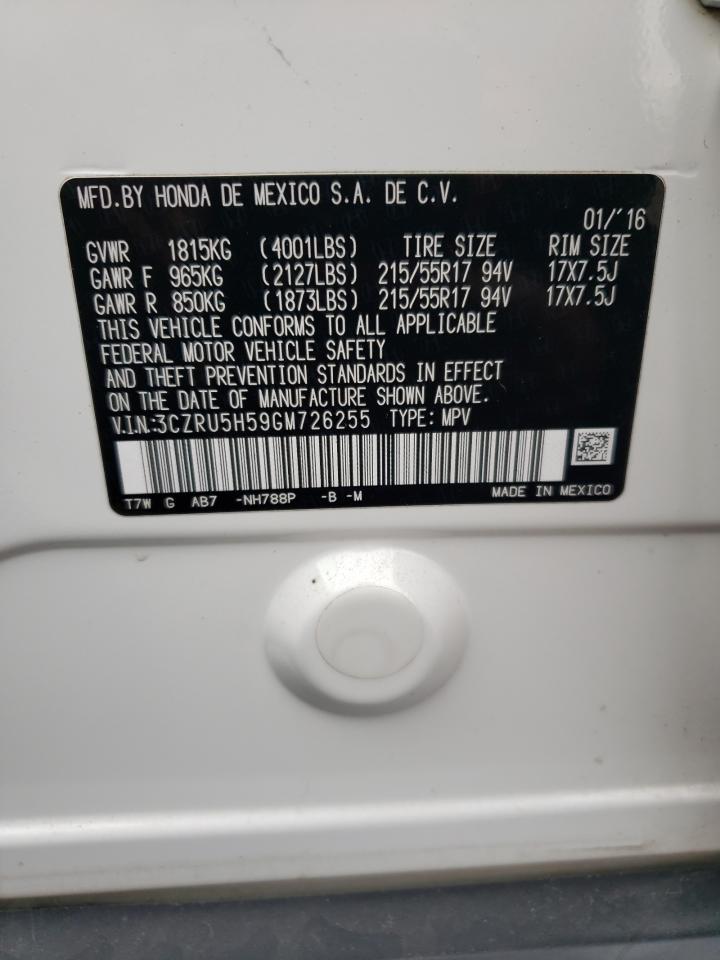 MFD.BY HONDA DE MEXICO S.A. DE C.V.
01/'16
GVWR 1815KG (4001LBS) TIRE SIZE RIM SIZE
GAWR F 965KG (2127LBS) 215/55R17 94V 17X7.5J
GAWR R 850KG (1873LBS) 215/55R17 94V 17X7.5J
THIS VEHICLE CONFORMS TO ALL APPLICABLE
FEDERAL MOTOR VEHICLE SAFETY
AND THEFT PREVENTION STANDARDS IN EFFECT
ON THE DATE OF MANUFACTURE SHOWN ABOVE.
V.I.N.:3CZRU5H59GM726255 TYPE: MPV
T7W G AB7 -NH788P -B -M MADE IN MEXICO